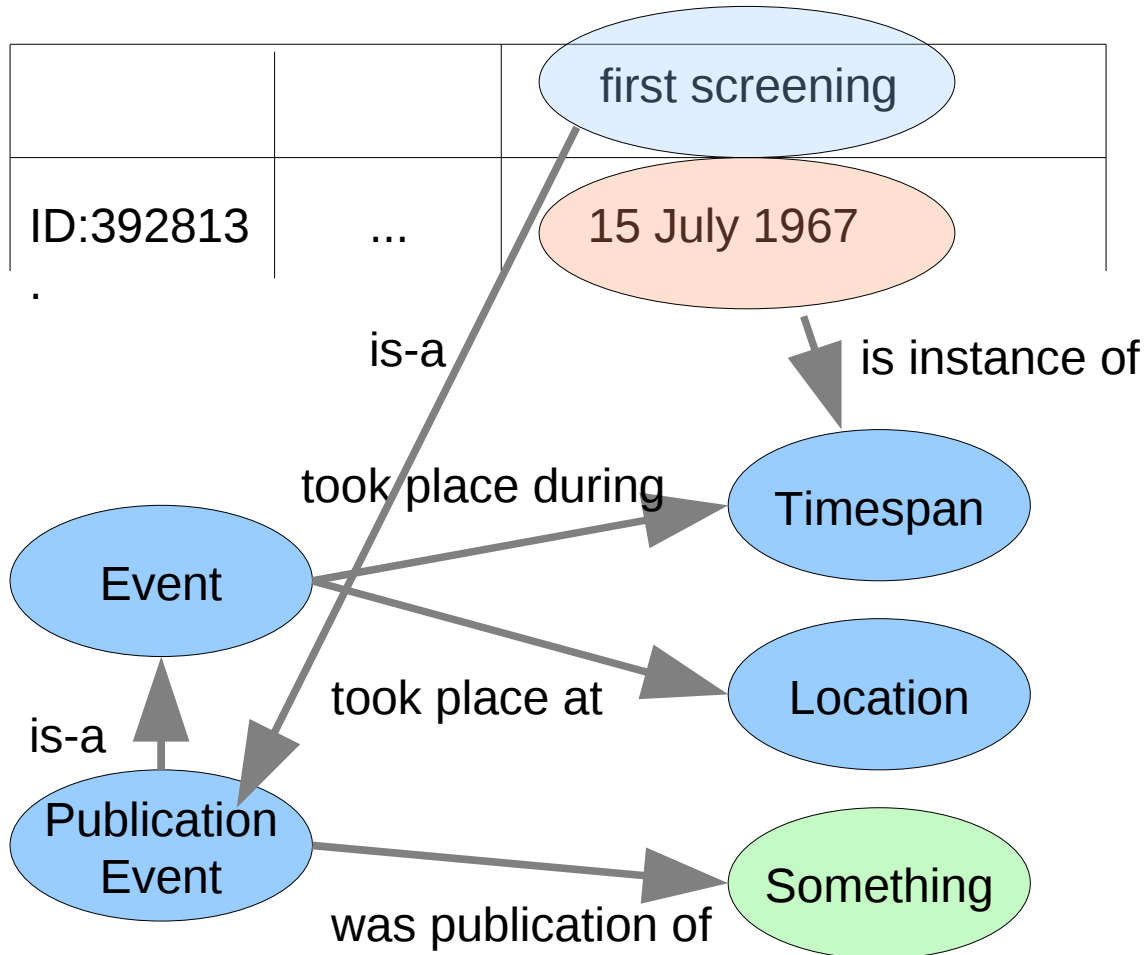 first screening
ID:392813 ... 15 July 1967
.
is-a
is instance of
took place during
Timespan
Event
took place at
Location
is-a
Publication
Event
Something
was publication of